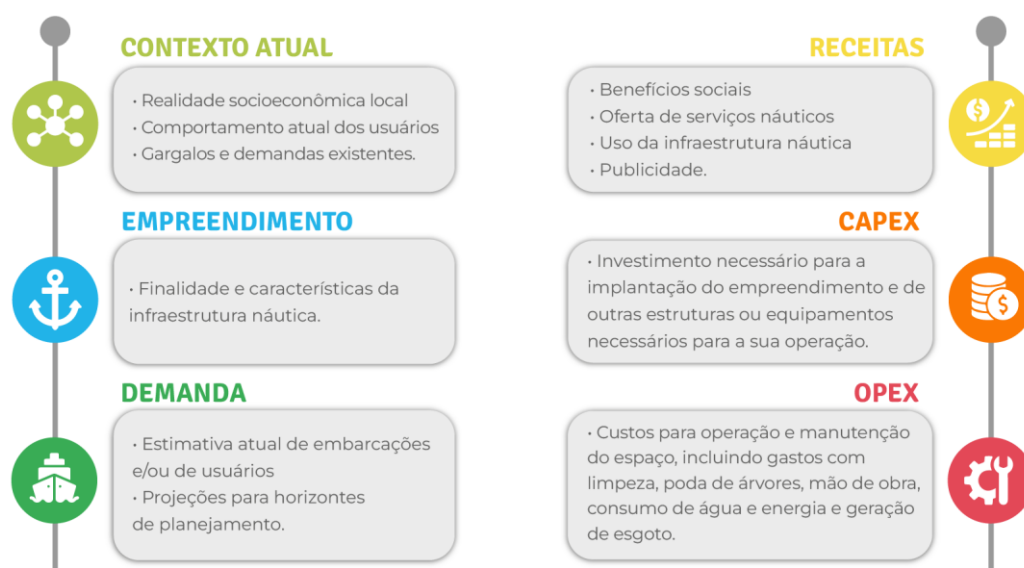 CONTEXTO ATUAL
• Realidade socioeconômica local
• Comportamento atual dos usuários
• Gargalos e demandas existentes.
EMPREENDIMENTO
• Finalidade e características da
infraestrutura náutica.
DEMANDA
• Estimativa atual de embarcações
e/ou de usuários
• Projeções para horizontes
de planejamento.
RECEITAS
• Benefícios sociais
• Oferta de serviços náuticos
• Uso da infraestrutura náutica
• Publicidade.
CAPEX
• Investimento necessário para a
implantação do empreendimento e de
outras estruturas ou equipamentos
necessários para a sua operação.
OPEX
• Custos para operação e manutenção
do espaço, incluindo gastos com
limpeza, poda de árvores, mão de obra,
consumo de água e energia e geração
de esgoto.